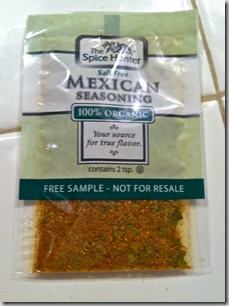 The
Spice Hunter
Salt Free
MEXICAN
SEASONING
100% ORGANIC
Your source
for true flavor.
contains 2 tsp. U
FREE SAMPLE - NOT FOR RESALE